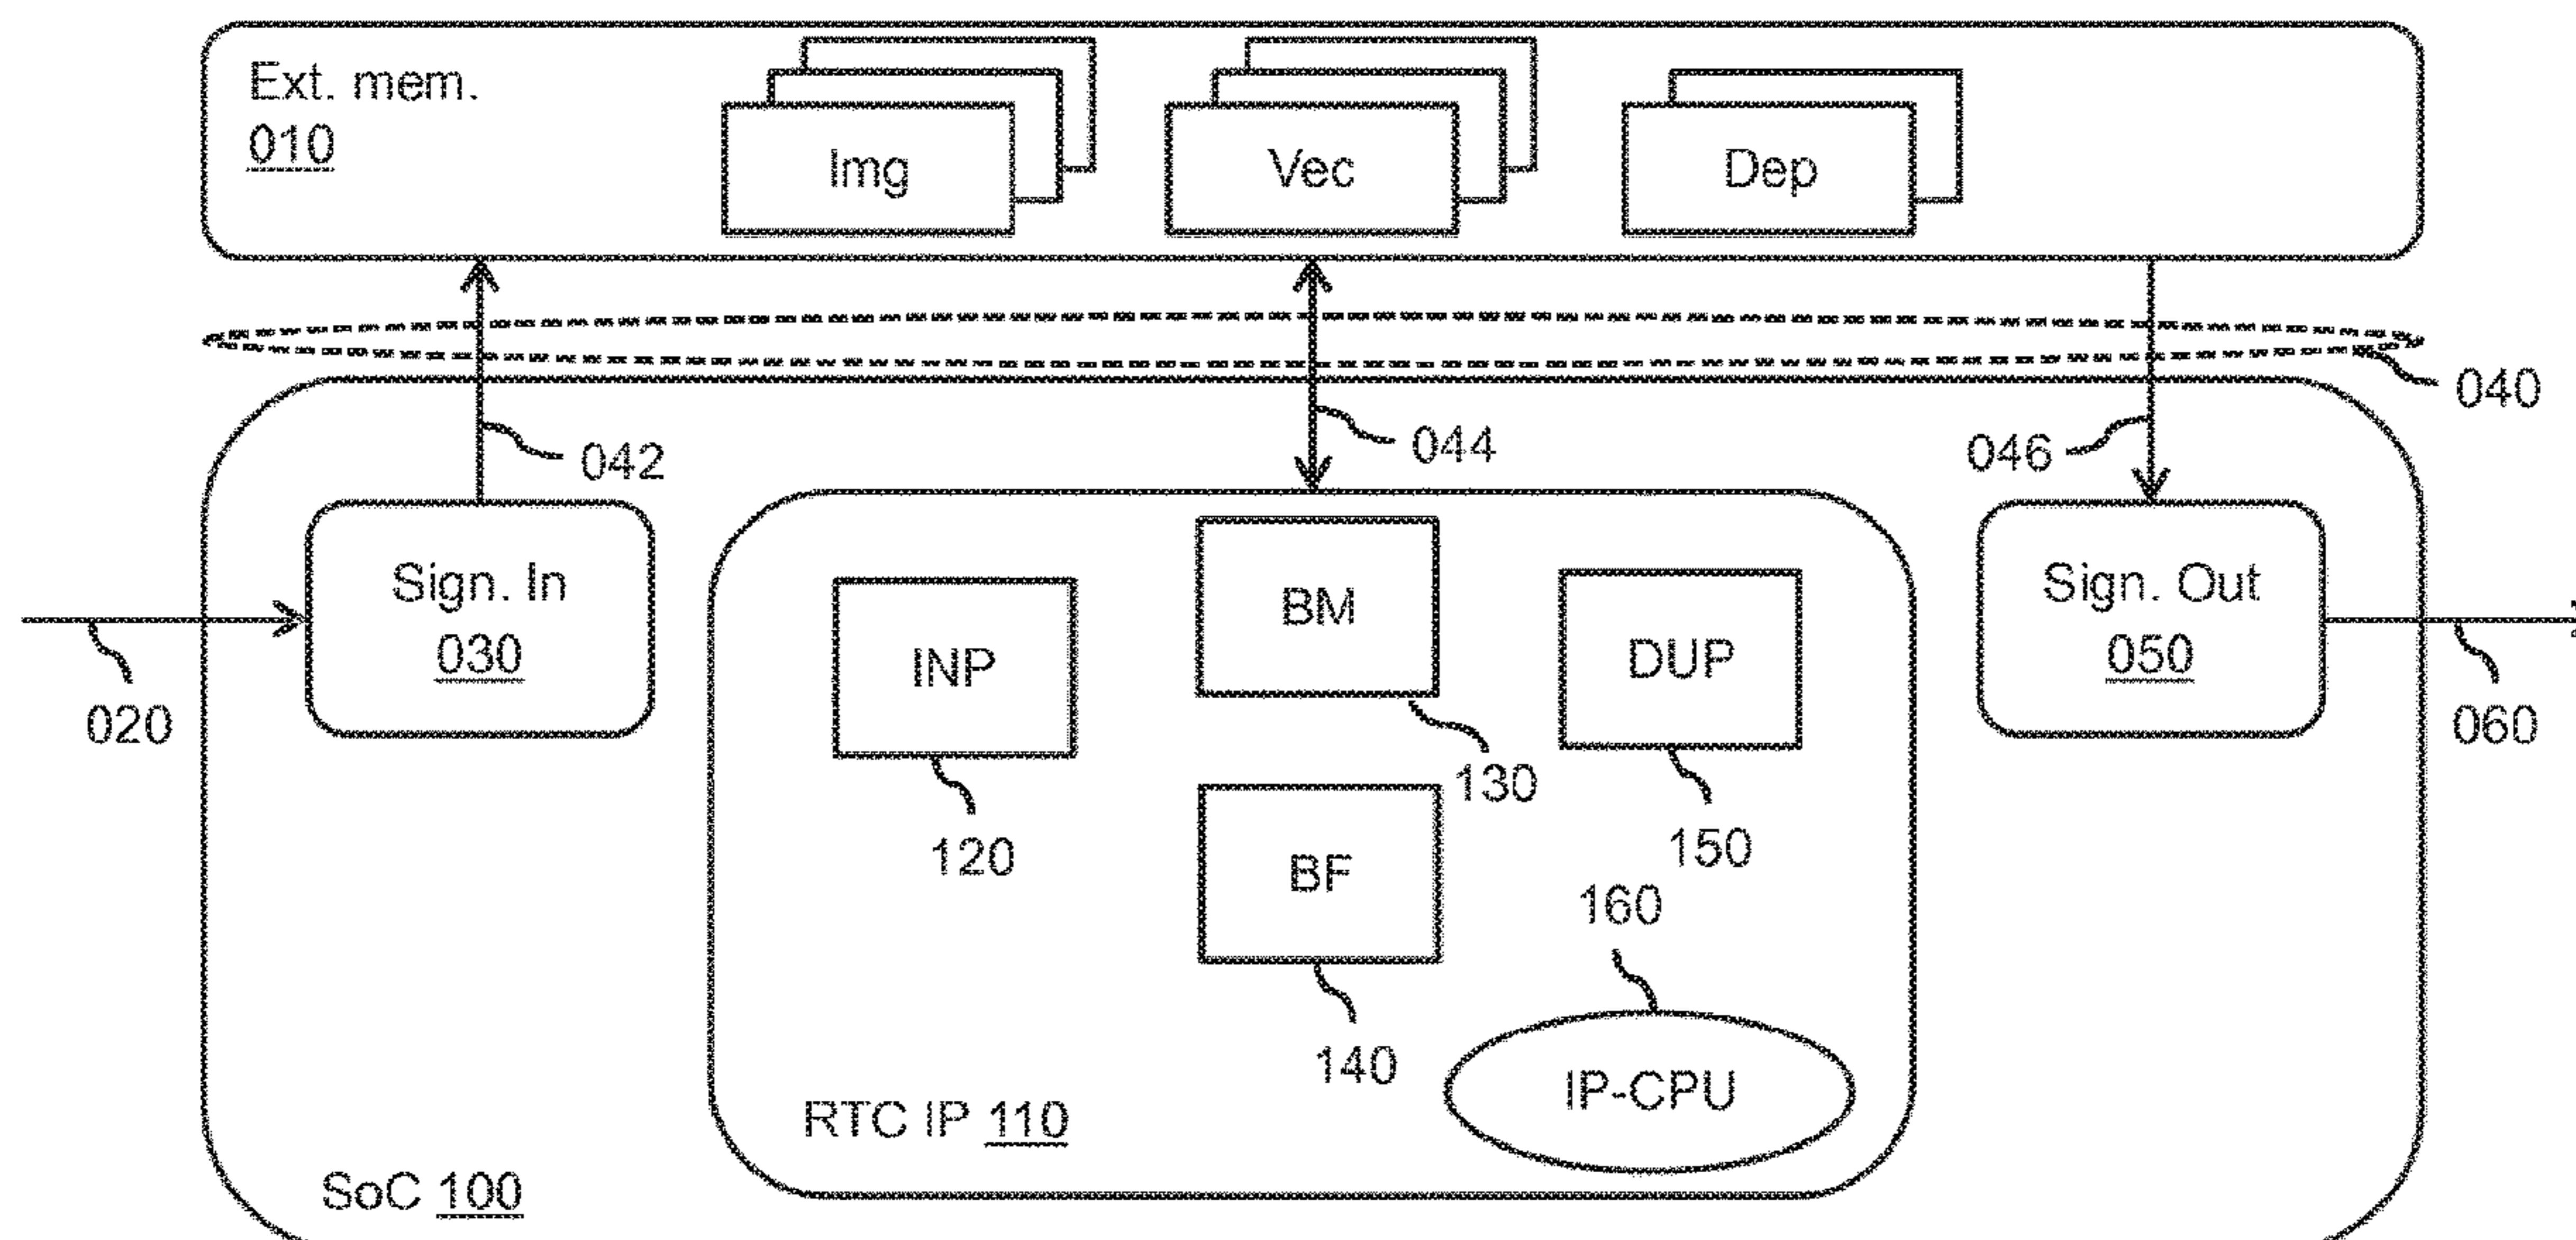 Ext. mem.
010
Img
Vec
Dep
040
042
044
046
Sign. In
030
020
INP
120
BM
130
DUP
150
BF
140
160
IP-CPU
RTC IP 110
Sign. Out
050
060
SoC 100